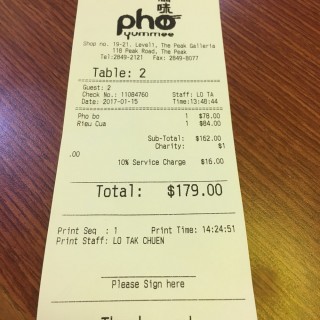 味
pho
yummee
Shop no. 19-21, Level1, The Peak Galleria
118 Peak Road, The Peak
Tel:2849-2121 Fax: 2849-8077
Table: 2
Guest: 2
Check No.: 11084760 Staff: LO TA
Date: 2017-01-15 Time:13:48:44
Pho bo 1 $78.00
Rieu Cua 1 $84.00
Sub-Total: $162.00
Charity: $1
.00
10% Service Charge $16.00
Total: $179.00
Print Seq : 1 Print Time: 14:24:51
Print Staff: LO TAK CHUEN
Please Sign here